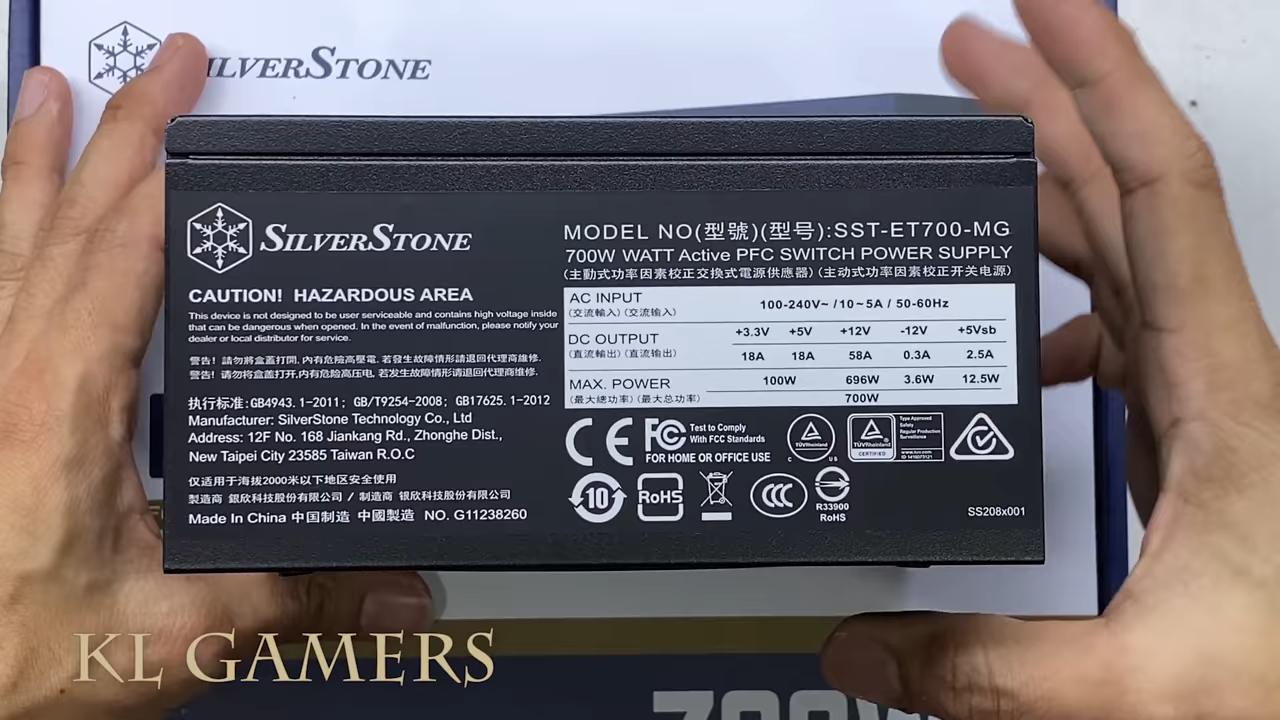 SILVERSTONE
SILVERSTONE
CAUTION! HAZARDOUS AREA
This device is not designed to be user serviceable and contains high voltage inside
that can be dangerous when opened. In the event of malfunction, please notify your
dealer or local distributor for service.
警告! 請勿將盒蓋打開,內有危險高壓電, 若發生故障情形請退回代理商維修.
警告! 请勿将盒盖打开,内有危险高压电, 若发生故障情形请退回代理商维修.
执行标准:GB4943.1-2011; GB/T9254-2008; GB17625.1-2012
Manufacturer: SilverStone Technology Co., Ltd
Address: 12F No. 168 Jiankang Rd., Zhonghe Dist.,
New Taipei City 23585 Taiwan R.O.C
仅适用于海拔2000米以下地区安全使用
製造商 銀欣科技股份有限公司 / 制造商 银欣科技股份有限公司
Made In China 中国制造 中國製造 NO. G11238260
MODEL NO(型號)(型号):SST-ET700-MG
700W WATT Active PFC SWITCH POWER SUPPLY
(主動式功率因素校正交換式電源供應器) (主动式功率因素校正开关电源)
AC INPUT
(交流輸入) (交流输入)
100-240V~ /10~5A / 50-60Hz
DC OUTPUT
(直流輸出) (直流输出)
+3.3V +5V +12V -12V +5Vsb
18A 18A 58A 0.3A 2.5A
MAX. POWER
(最大總功率) (最大总功率)
100W 696W 3.6W 12.5W
700W
CE FC Test to Comply
With FCC Standards
FOR HOME OR OFFICE USE
TÜVRheinland
C US
TÜVRheinland
CERTIFIED
Type Approved
Safety
Regular Production
Surveillance
www.tuv.com
10 RoHS CCC
R33900
RoHS
SS208x001
KL GAMERS
700W